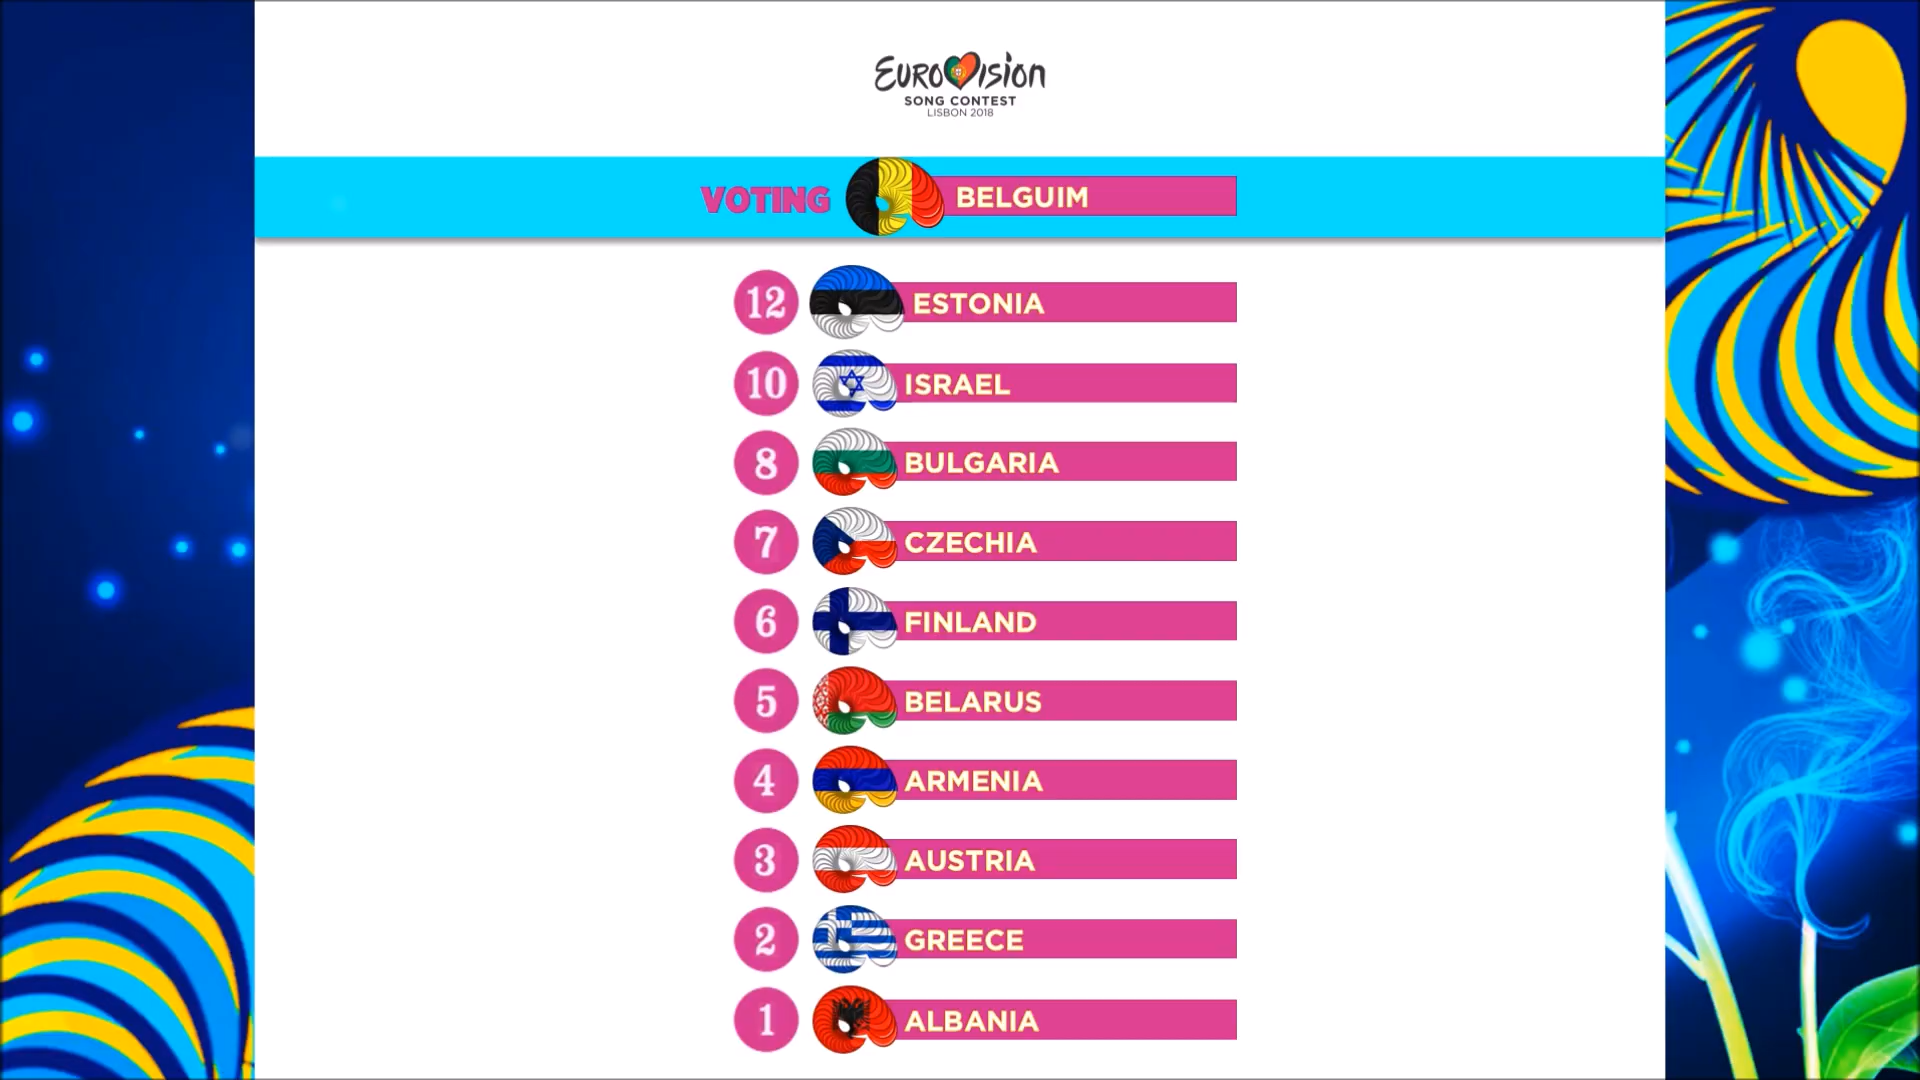 EUROVISION
SONG CONTEST
LISBON 2018
VOTING BELGUIM
12 ESTONIA
10 ISRAEL
8 BULGARIA
7 CZECHIA
6 FINLAND
5 BELARUS
4 ARMENIA
3 AUSTRIA
2 GREECE
1 ALBANIA